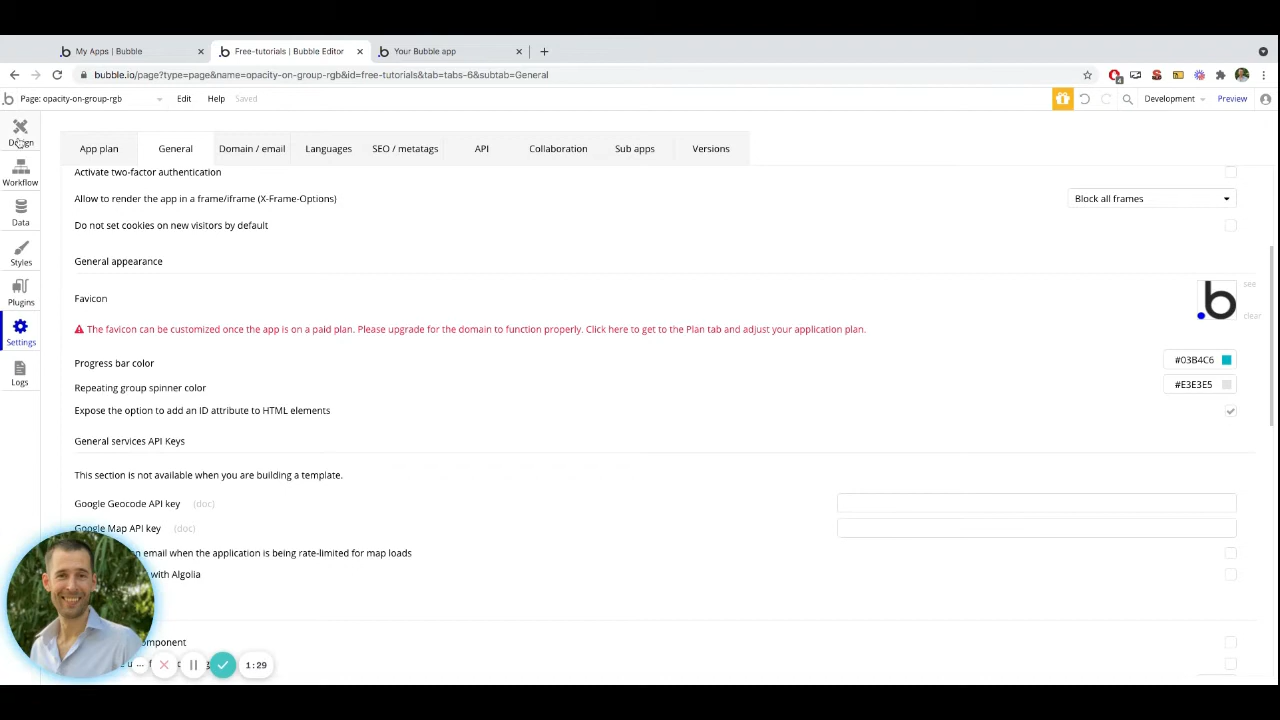 My Apps | Bubble
Free-tutorials | Bubble Editor
Your Bubble app
bubble.io/page?type=page&name=opacity-on-group-rgb&id=free-tutorials&tab=tabs-6&subtab=General
Page: opacity-on-group-rgb
Edit
Help
Saved
Development
Preview
Design
Workflow
Data
Styles
Plugins
Settings
Logs
App plan
General
Domain / email
Languages
SEO / metatags
API
Collaboration
Sub apps
Versions
Activate two-factor authentication
Allow to render the app in a frame/iframe (X-Frame-Options)
Block all frames
Do not set cookies on new visitors by default
General appearance
Favicon
see
clear
The favicon can be customized once the app is on a paid plan. Please upgrade for the domain to function properly. Click here to get to the Plan tab and adjust your application plan.
Progress bar color
#03B4C6
Repeating group spinner color
#E3E3E5
Expose the option to add an ID attribute to HTML elements
General services API Keys
This section is not available when you are building a template.
Google Geocode API key (doc)
Google Map API key (doc)
email when the application is being rate-limited for map loads
with Algolia
1:29